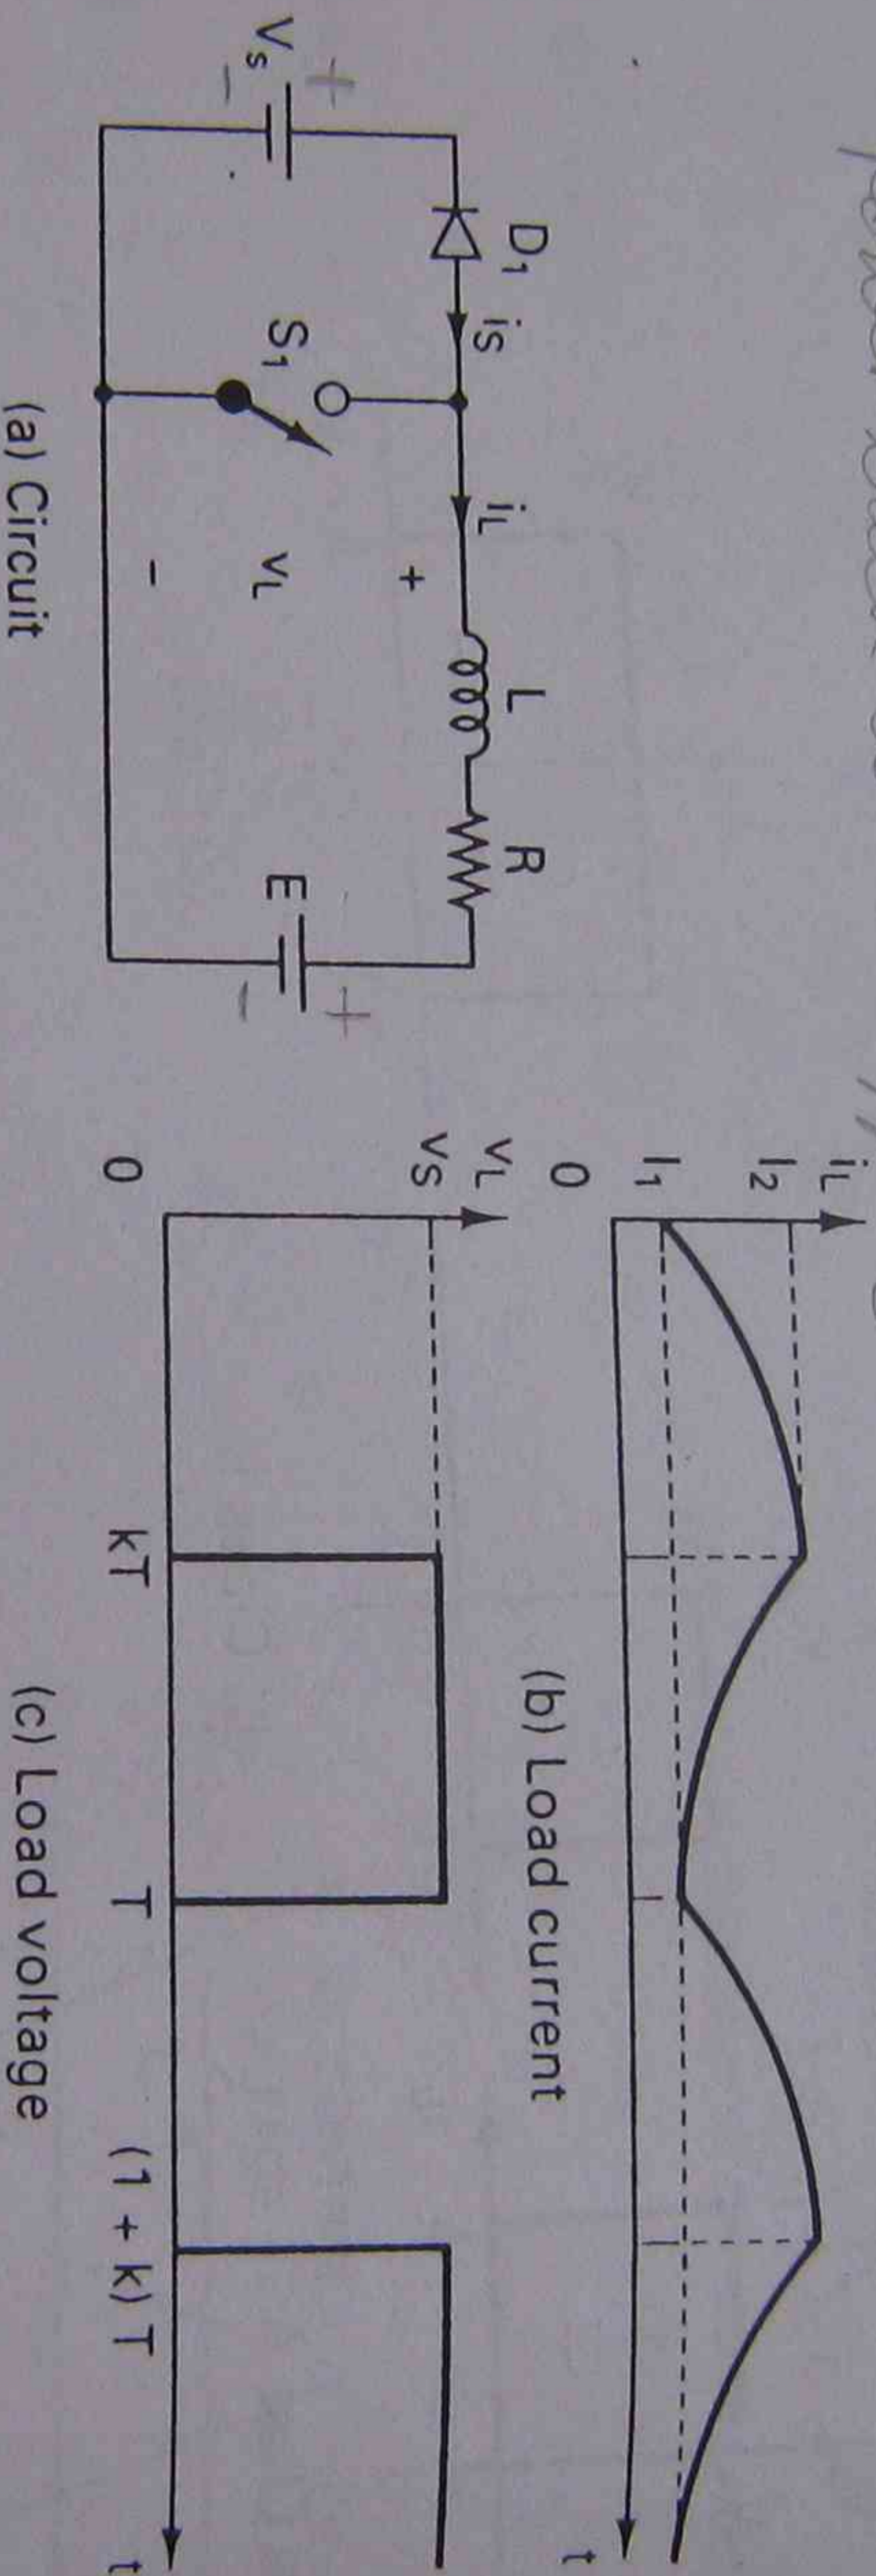 D₁
iS
iL
L
R
+
Vs
+
-
S₁
vL
E
+
-
-
(a) Circuit
iL
I₂
I₁
0
t
(b) Load current
vL
vS
0
kT
T
(1 + k) T
t
(c) Load voltage